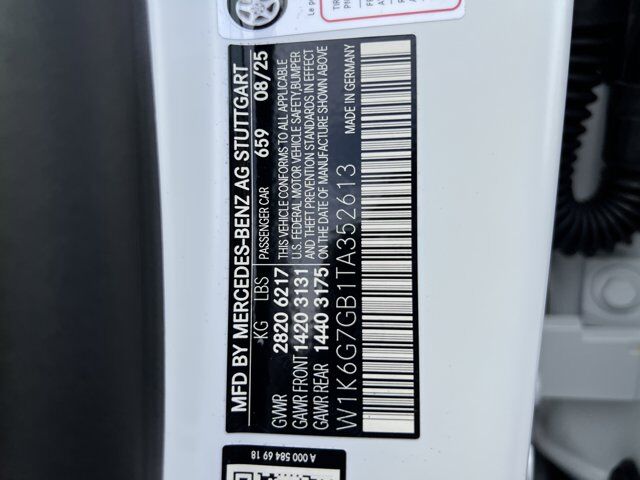 MFD BY MERCEDES-BENZ AG STUTTGART
KG LBS PASSENGER CAR 659 08/25
GVWR 2820 6217 THIS VEHICLE CONFORMS TO ALL APPLICABLE
GAWR FRONT 1420 3131 U.S. FEDERAL MOTOR VEHICLE SAFETY, BUMPER
AND THEFT PREVENTION STANDARDS IN EFFECT
GAWR REAR 1440 3175 ON THE DATE OF MANUFACTURE SHOWN ABOVE
W1K6G7GB1TA352613 MADE IN GERMANY
A 000 584 69 18